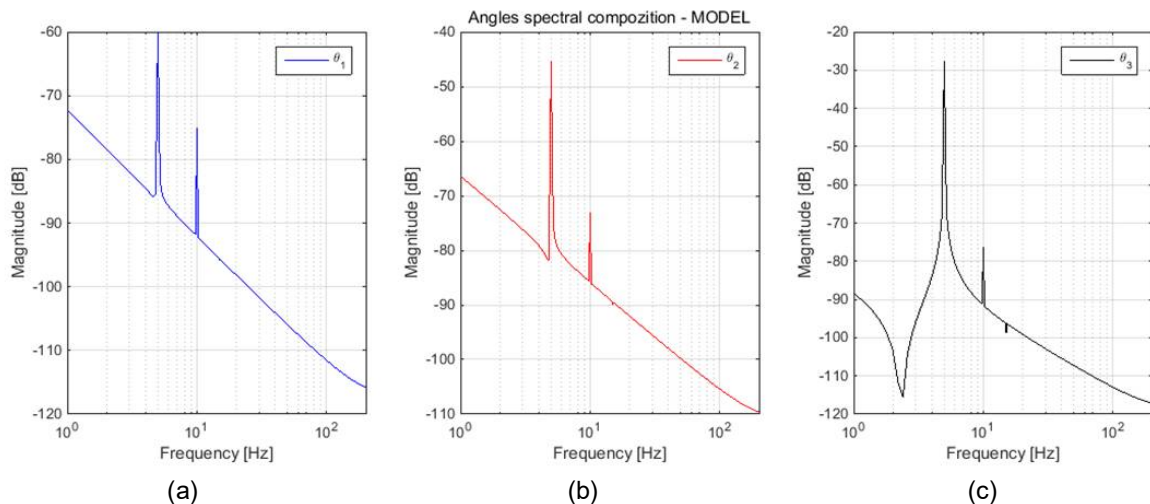 Angles spectral compozition - MODEL
Magnitude [dB]
-60
-70
-80
-90
-100
-110
-120
10^0
10^1
10^2
Frequency [Hz]
θ_1
(a)
Magnitude [dB]
-40
-50
-60
-70
-80
-90
-100
-110
10^0
10^1
10^2
Frequency [Hz]
θ_2
(b)
Magnitude [dB]
-20
-30
-40
-50
-60
-70
-80
-90
-100
-110
-120
10^0
10^1
10^2
Frequency [Hz]
θ_3
(c)